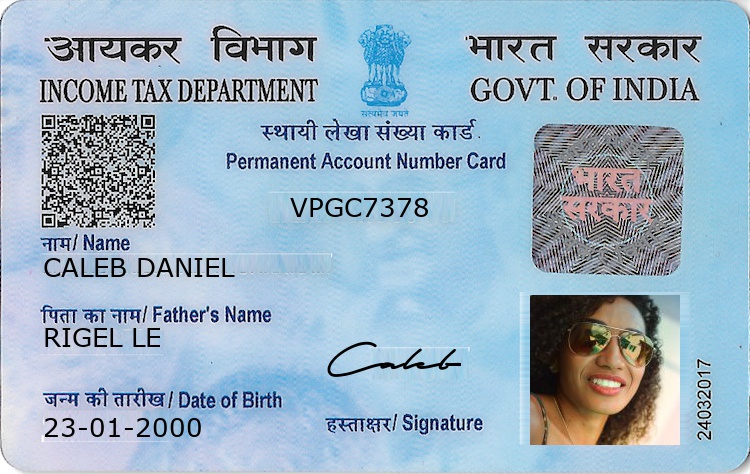 आयकर विभाग
INCOME TAX DEPARTMENT
भारत सरकार
GOVT. OF INDIA
सत्यमेव जयते
स्थायी लेखा संख्या कार्ड
Permanent Account Number Card
VPGC7378
भारत
सरकार
नाम/ Name
CALEB DANIEL
पिता का नाम/ Father's Name
RIGEL LE
Caleb
जन्म की तारीख/ Date of Birth
23-01-2000
हस्ताक्षर/ Signature
24032017